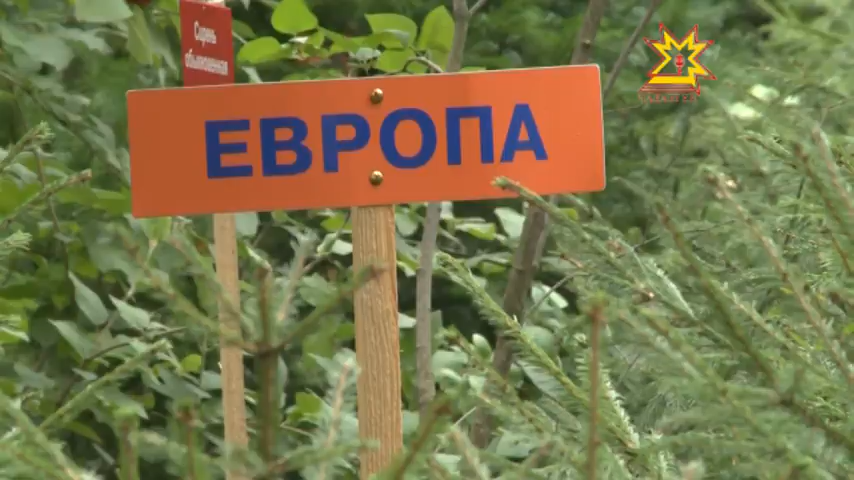 Сирень
обыкновенная
ЕВРОПА